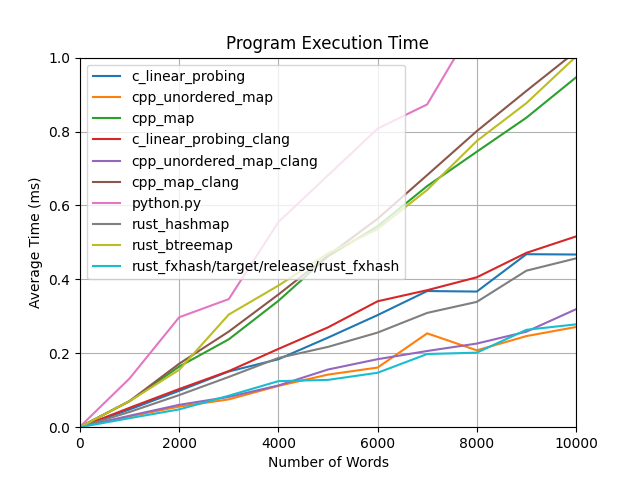 Program Execution Time
1.0
0.8
0.6
0.4
0.2
0.0
Average Time (ms)
c_linear_probing
cpp_unordered_map
cpp_map
c_linear_probing_clang
cpp_unordered_map_clang
cpp_map_clang
python.py
rust_hashmap
rust_btreemap
rust_fxhash/target/release/rust_fxhash
0 2000 4000 6000 8000 10000
Number of Words